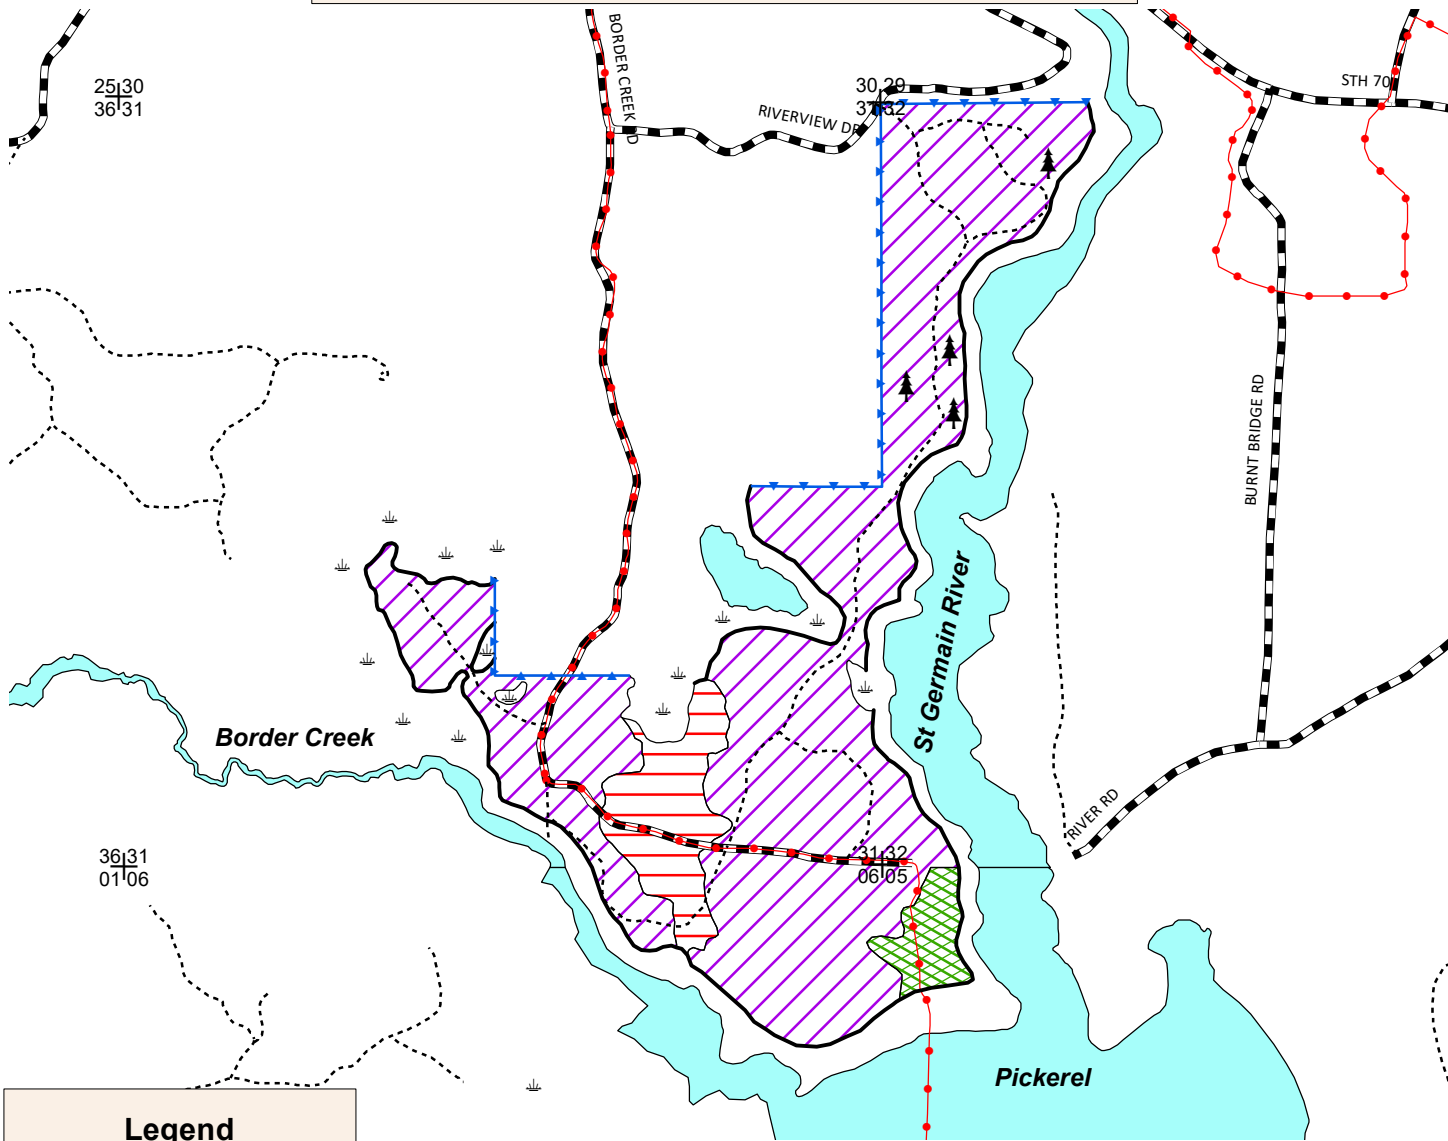 BORDER CREEK RD
25 30
36 31
30 29
31 32
STH 70
RIVERVIEW DR
BURNT BRIDGE RD
St Germain River
Border Creek
RIVER RD
36 31
01 06
31 32
06 05
Pickerel
Legend